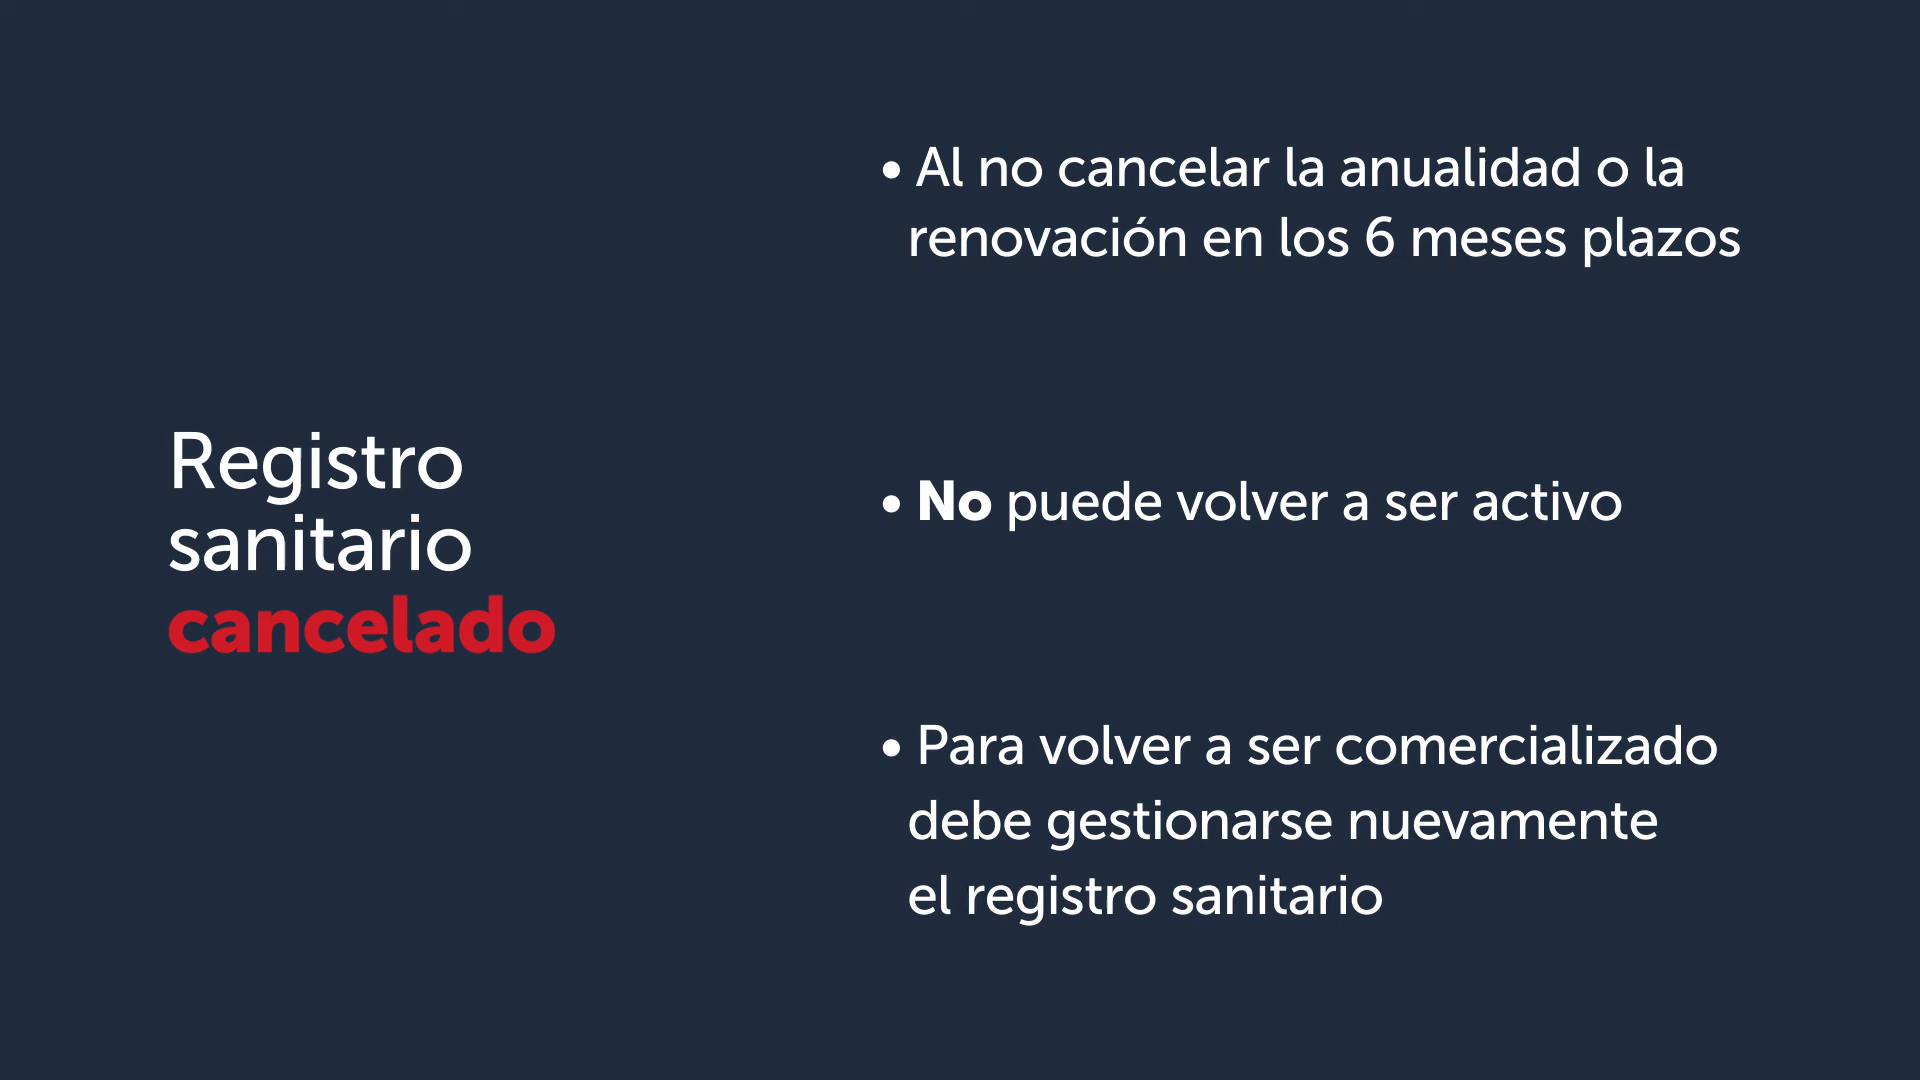 Registro
sanitario
cancelado
• Al no cancelar la anualidad o la
renovación en los 6 meses plazos
• No puede volver a ser activo
• Para volver a ser comercializado
debe gestionarse nuevamente
el registro sanitario